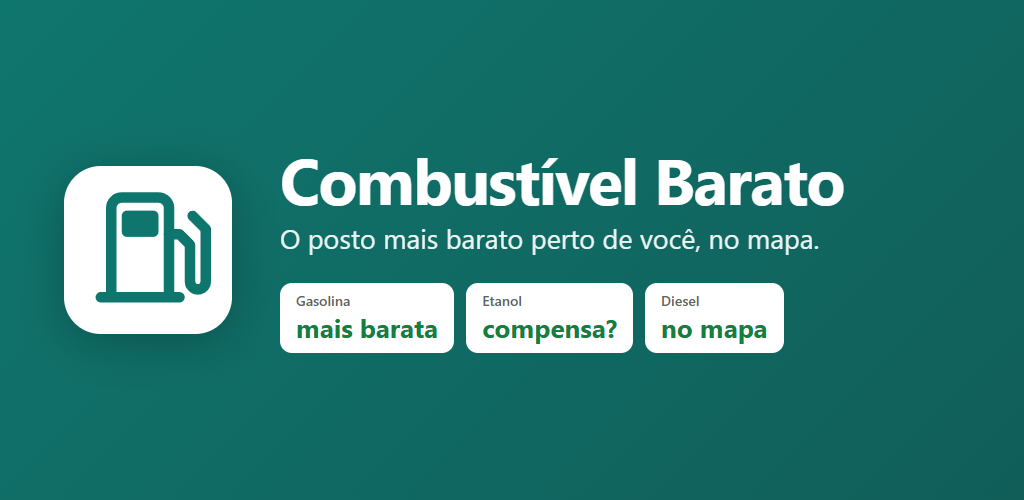 Combustível Barato
O posto mais barato perto de você, no mapa.
Gasolina
mais barata
Etanol
compensa?
Diesel
no mapa